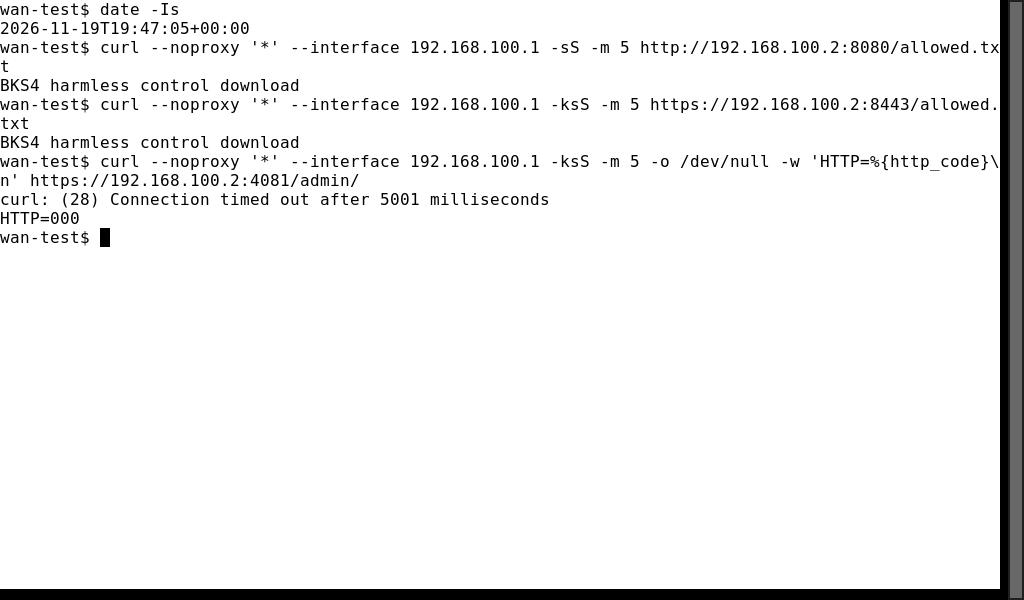 wan-test$ date -Is
2026-11-19T19:47:05+00:00
wan-test$ curl --noproxy '*' --interface 192.168.100.1 -sS -m 5 http://192.168.100.2:8080/allowed.tx
t
BKS4 harmless control download
wan-test$ curl --noproxy '*' --interface 192.168.100.1 -ksS -m 5 https://192.168.100.2:8443/allowed.
txt
BKS4 harmless control download
wan-test$ curl --noproxy '*' --interface 192.168.100.1 -ksS -m 5 -o /dev/null -w 'HTTP=%{http_code}\
n' https://192.168.100.2:4081/admin/
curl: (28) Connection timed out after 5001 milliseconds
HTTP=000
wan-test$